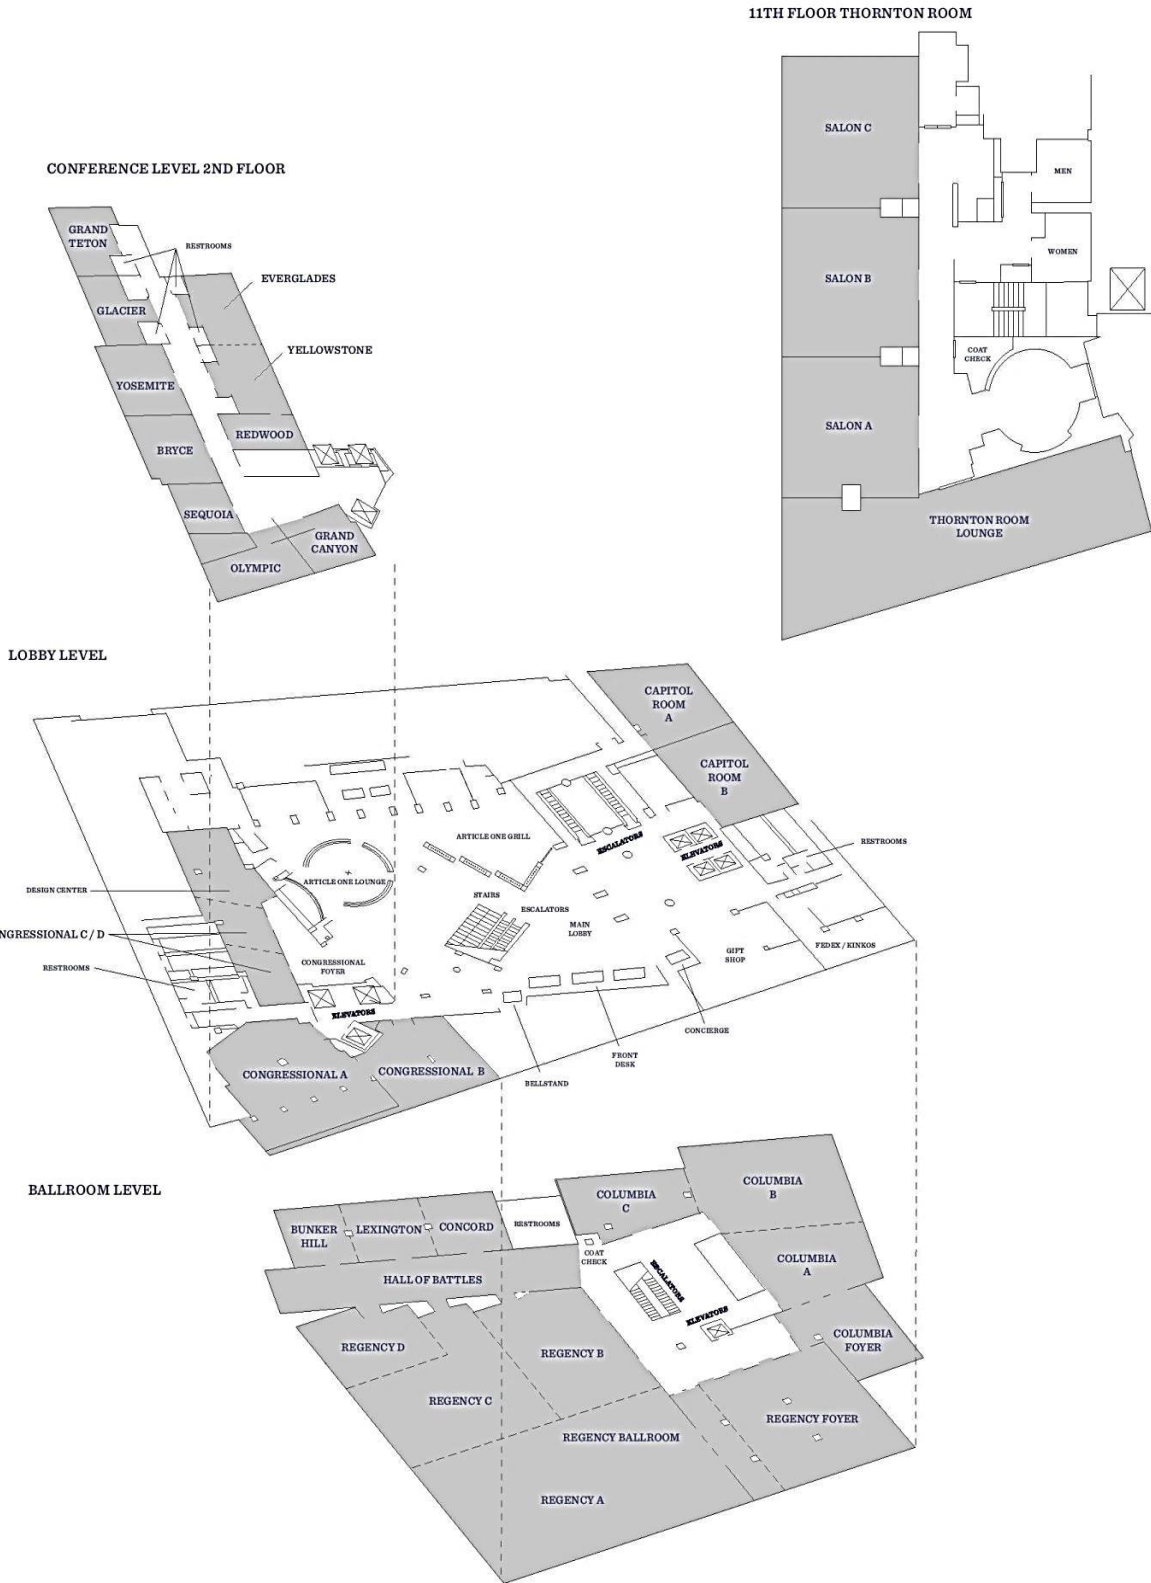 11TH FLOOR THORNTON ROOM
SALON C
MEN
SALON B
WOMEN
COAT
CHECK
SALON A
THORNTON ROOM
LOUNGE
CONFERENCE LEVEL 2ND FLOOR
GRAND
TETON
RESTROOMS
EVERGLADES
GLACIER
YELLOWSTONE
YOSEMITE
REDWOOD
BRYCE
SEQUOIA
GRAND
CANYON
OLYMPIC
LOBBY LEVEL
CAPITOL
ROOM
A
CAPITOL
ROOM
B
ARTICLE ONE GRILL
ESCALATORS
ELEVATORS
RESTROOMS
ARTICLE ONE LOUNGE
DESIGN CENTER
STAIRS
ESCALATORS
MAIN
LOBBY
NGRESSIONAL C / D
GIFT
SHOP
FEDEX / KINKOS
RESTROOMS
CONGRESSIONAL
FOYER
ELEVATORS
CONCIERGE
FRONT
DESK
CONGRESSIONAL A
CONGRESSIONAL B
BELLSTAND
BALLROOM LEVEL
COLUMBIA
B
COLUMBIA
C
BUNKER
HILL
LEXINGTON
CONCORD
RESTROOMS
COAT
CHECK
COLUMBIA
A
ESCALATORS
HALL OF BATTLES
ELEVATORS
COLUMBIA
FOYER
REGENCY D
REGENCY B
REGENCY C
REGENCY FOYER
REGENCY BALLROOM
REGENCY A